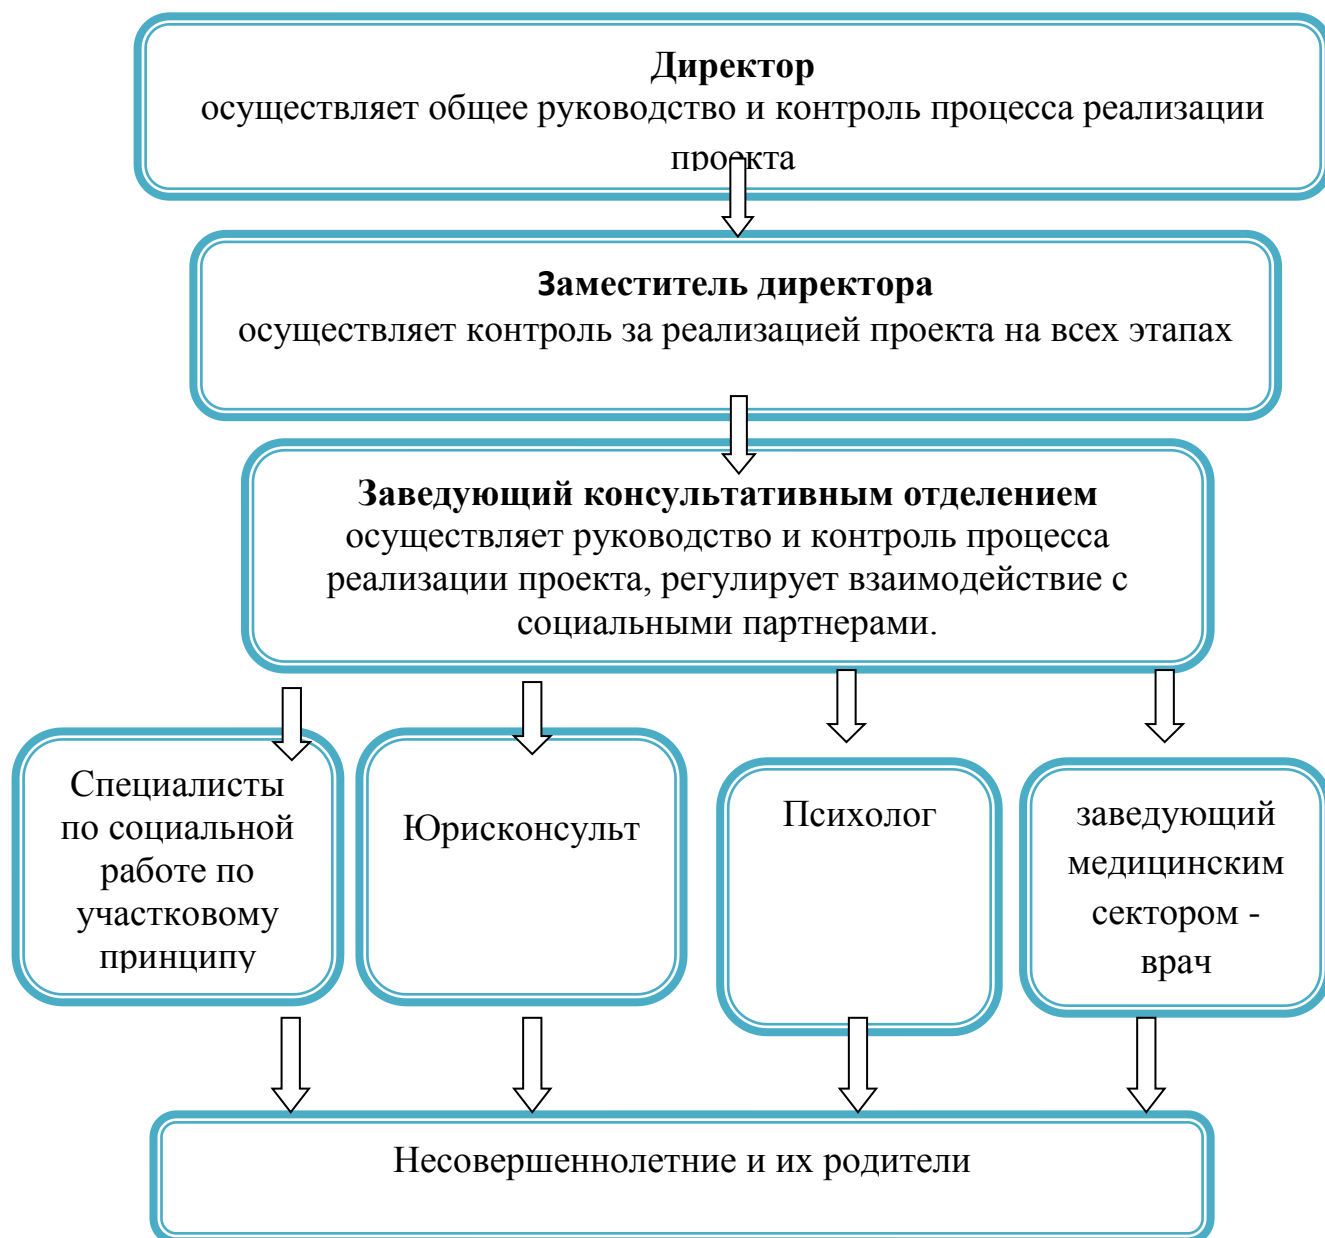 Директор
осуществляет общее руководство и контроль процесса реализации
проекта
Заместитель директора
осуществляет контроль за реализацией проекта на всех этапах
Заведующий консультативным отделением
осуществляет руководство и контроль процесса
реализации проекта, регулирует взаимодействие с
социальными партнерами.
Специалисты
по социальной
работе по
участковому
принципу
Юрисконсульт
Психолог
заведующий
медицинским
сектором -
врач
Несовершеннолетние и их родители